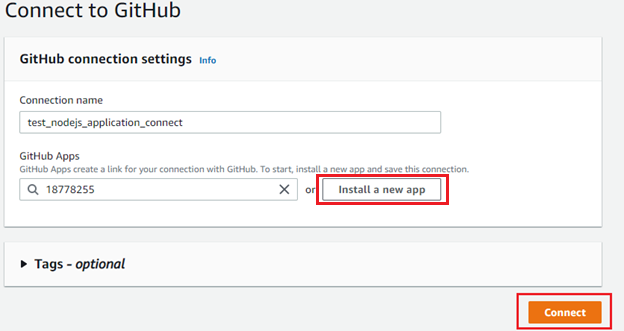 Connect to GitHub
GitHub connection settings Info
Connection name
test_nodejs_application_connect
GitHub Apps
GitHub Apps create a link for your connection with GitHub. To start, install a new app and save this connection.
18778255 or Install a new app
Tags - optional
Connect